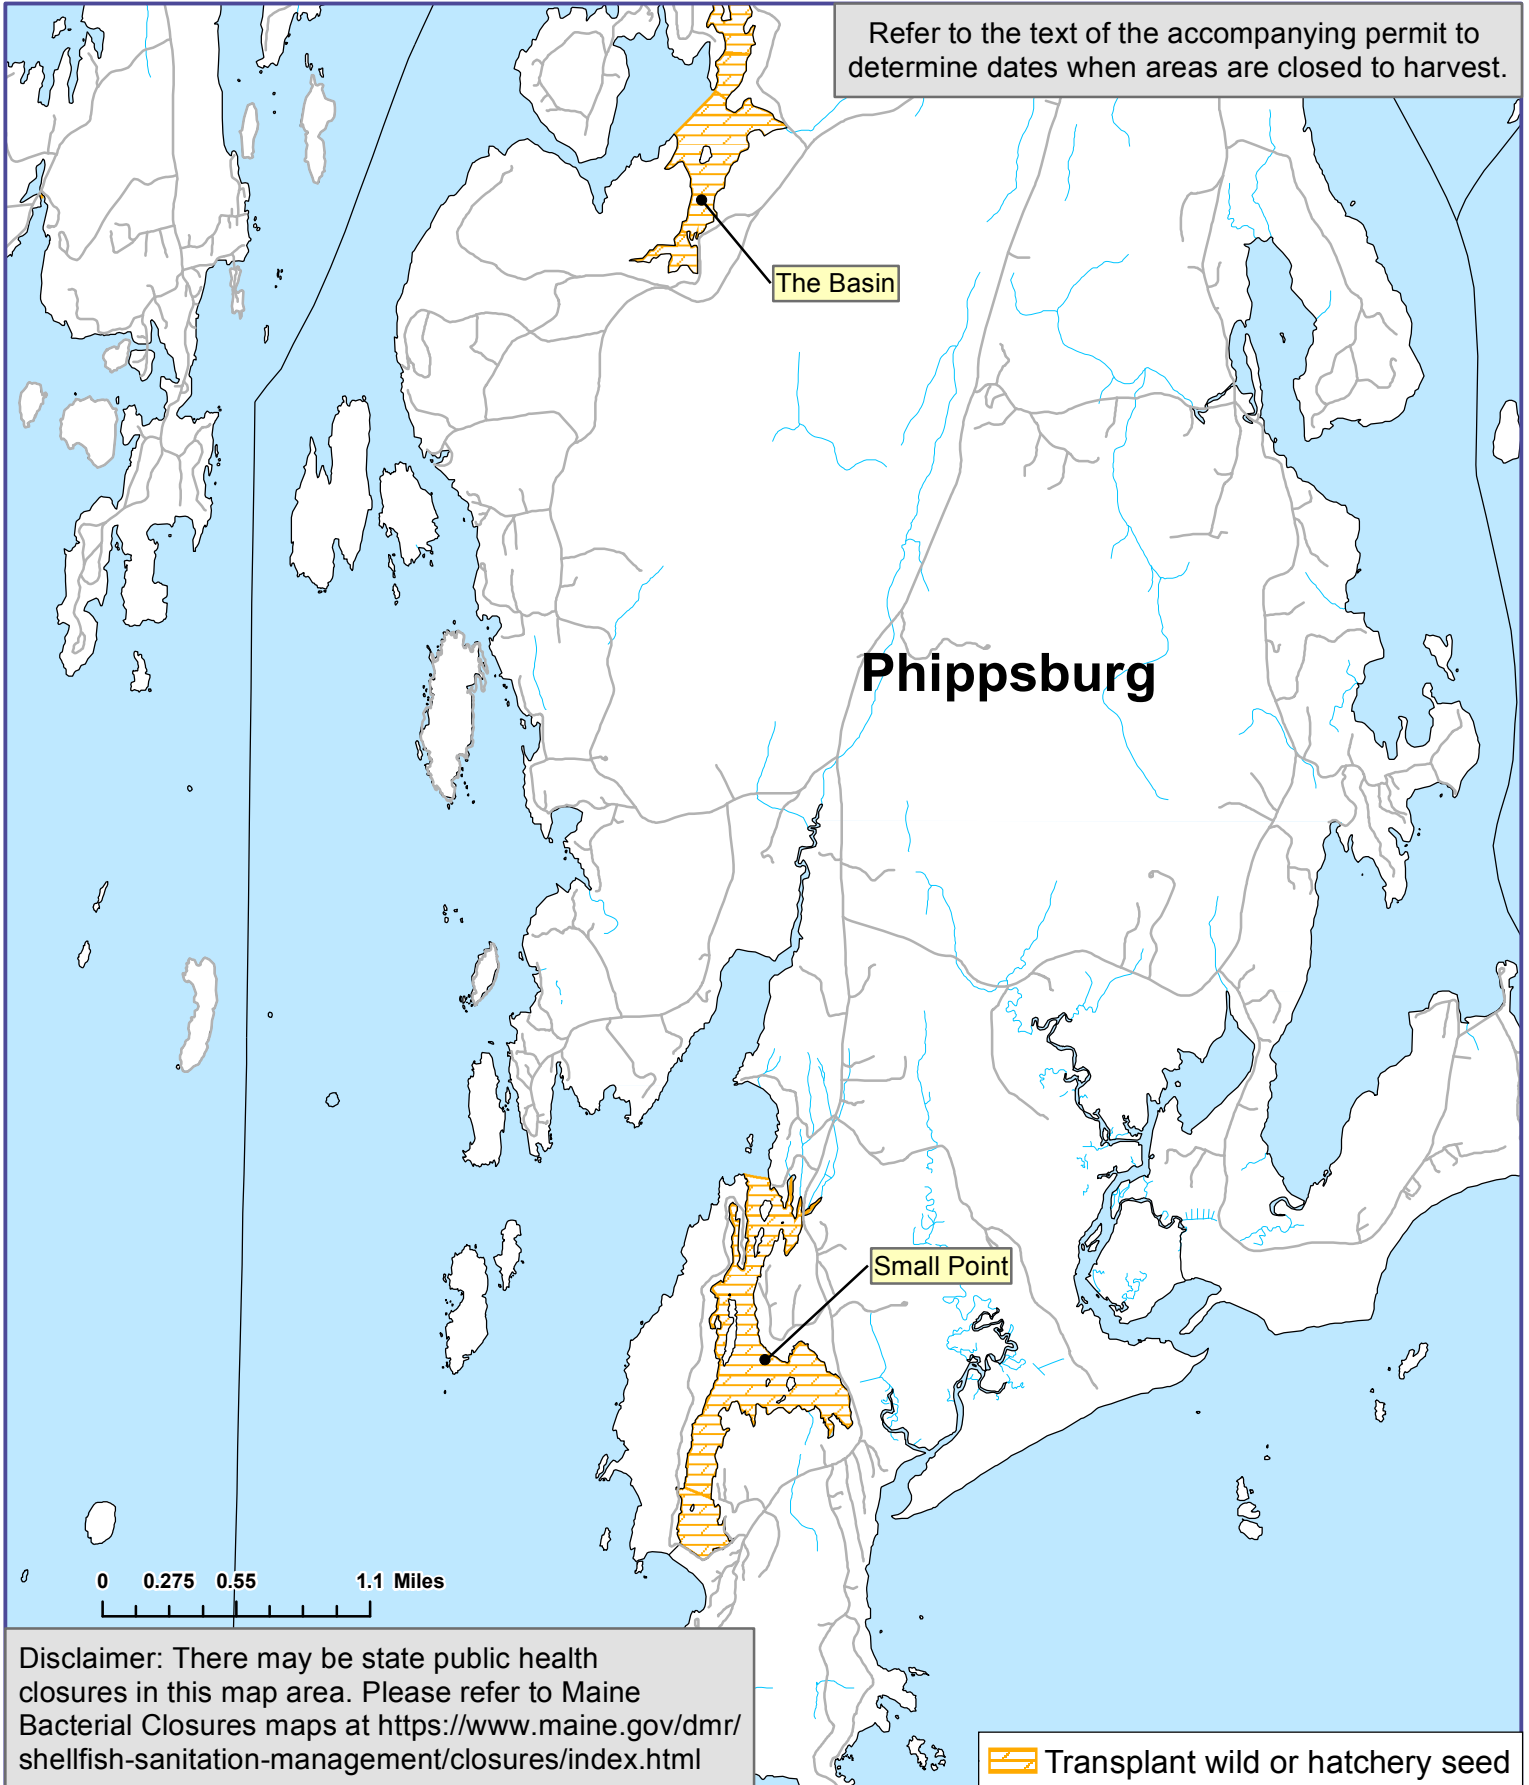 Refer to the text of the accompanying permit to
determine dates when areas are closed to harvest.
The Basin
Phippsburg
Small Point
0 0.275 0.55 1.1 Miles
Disclaimer: There may be state public health
closures in this map area. Please refer to Maine
Bacterial Closures maps at https://www.maine.gov/dmr/
shellfish-sanitation-management/closures/index.html
Transplant wild or hatchery seed